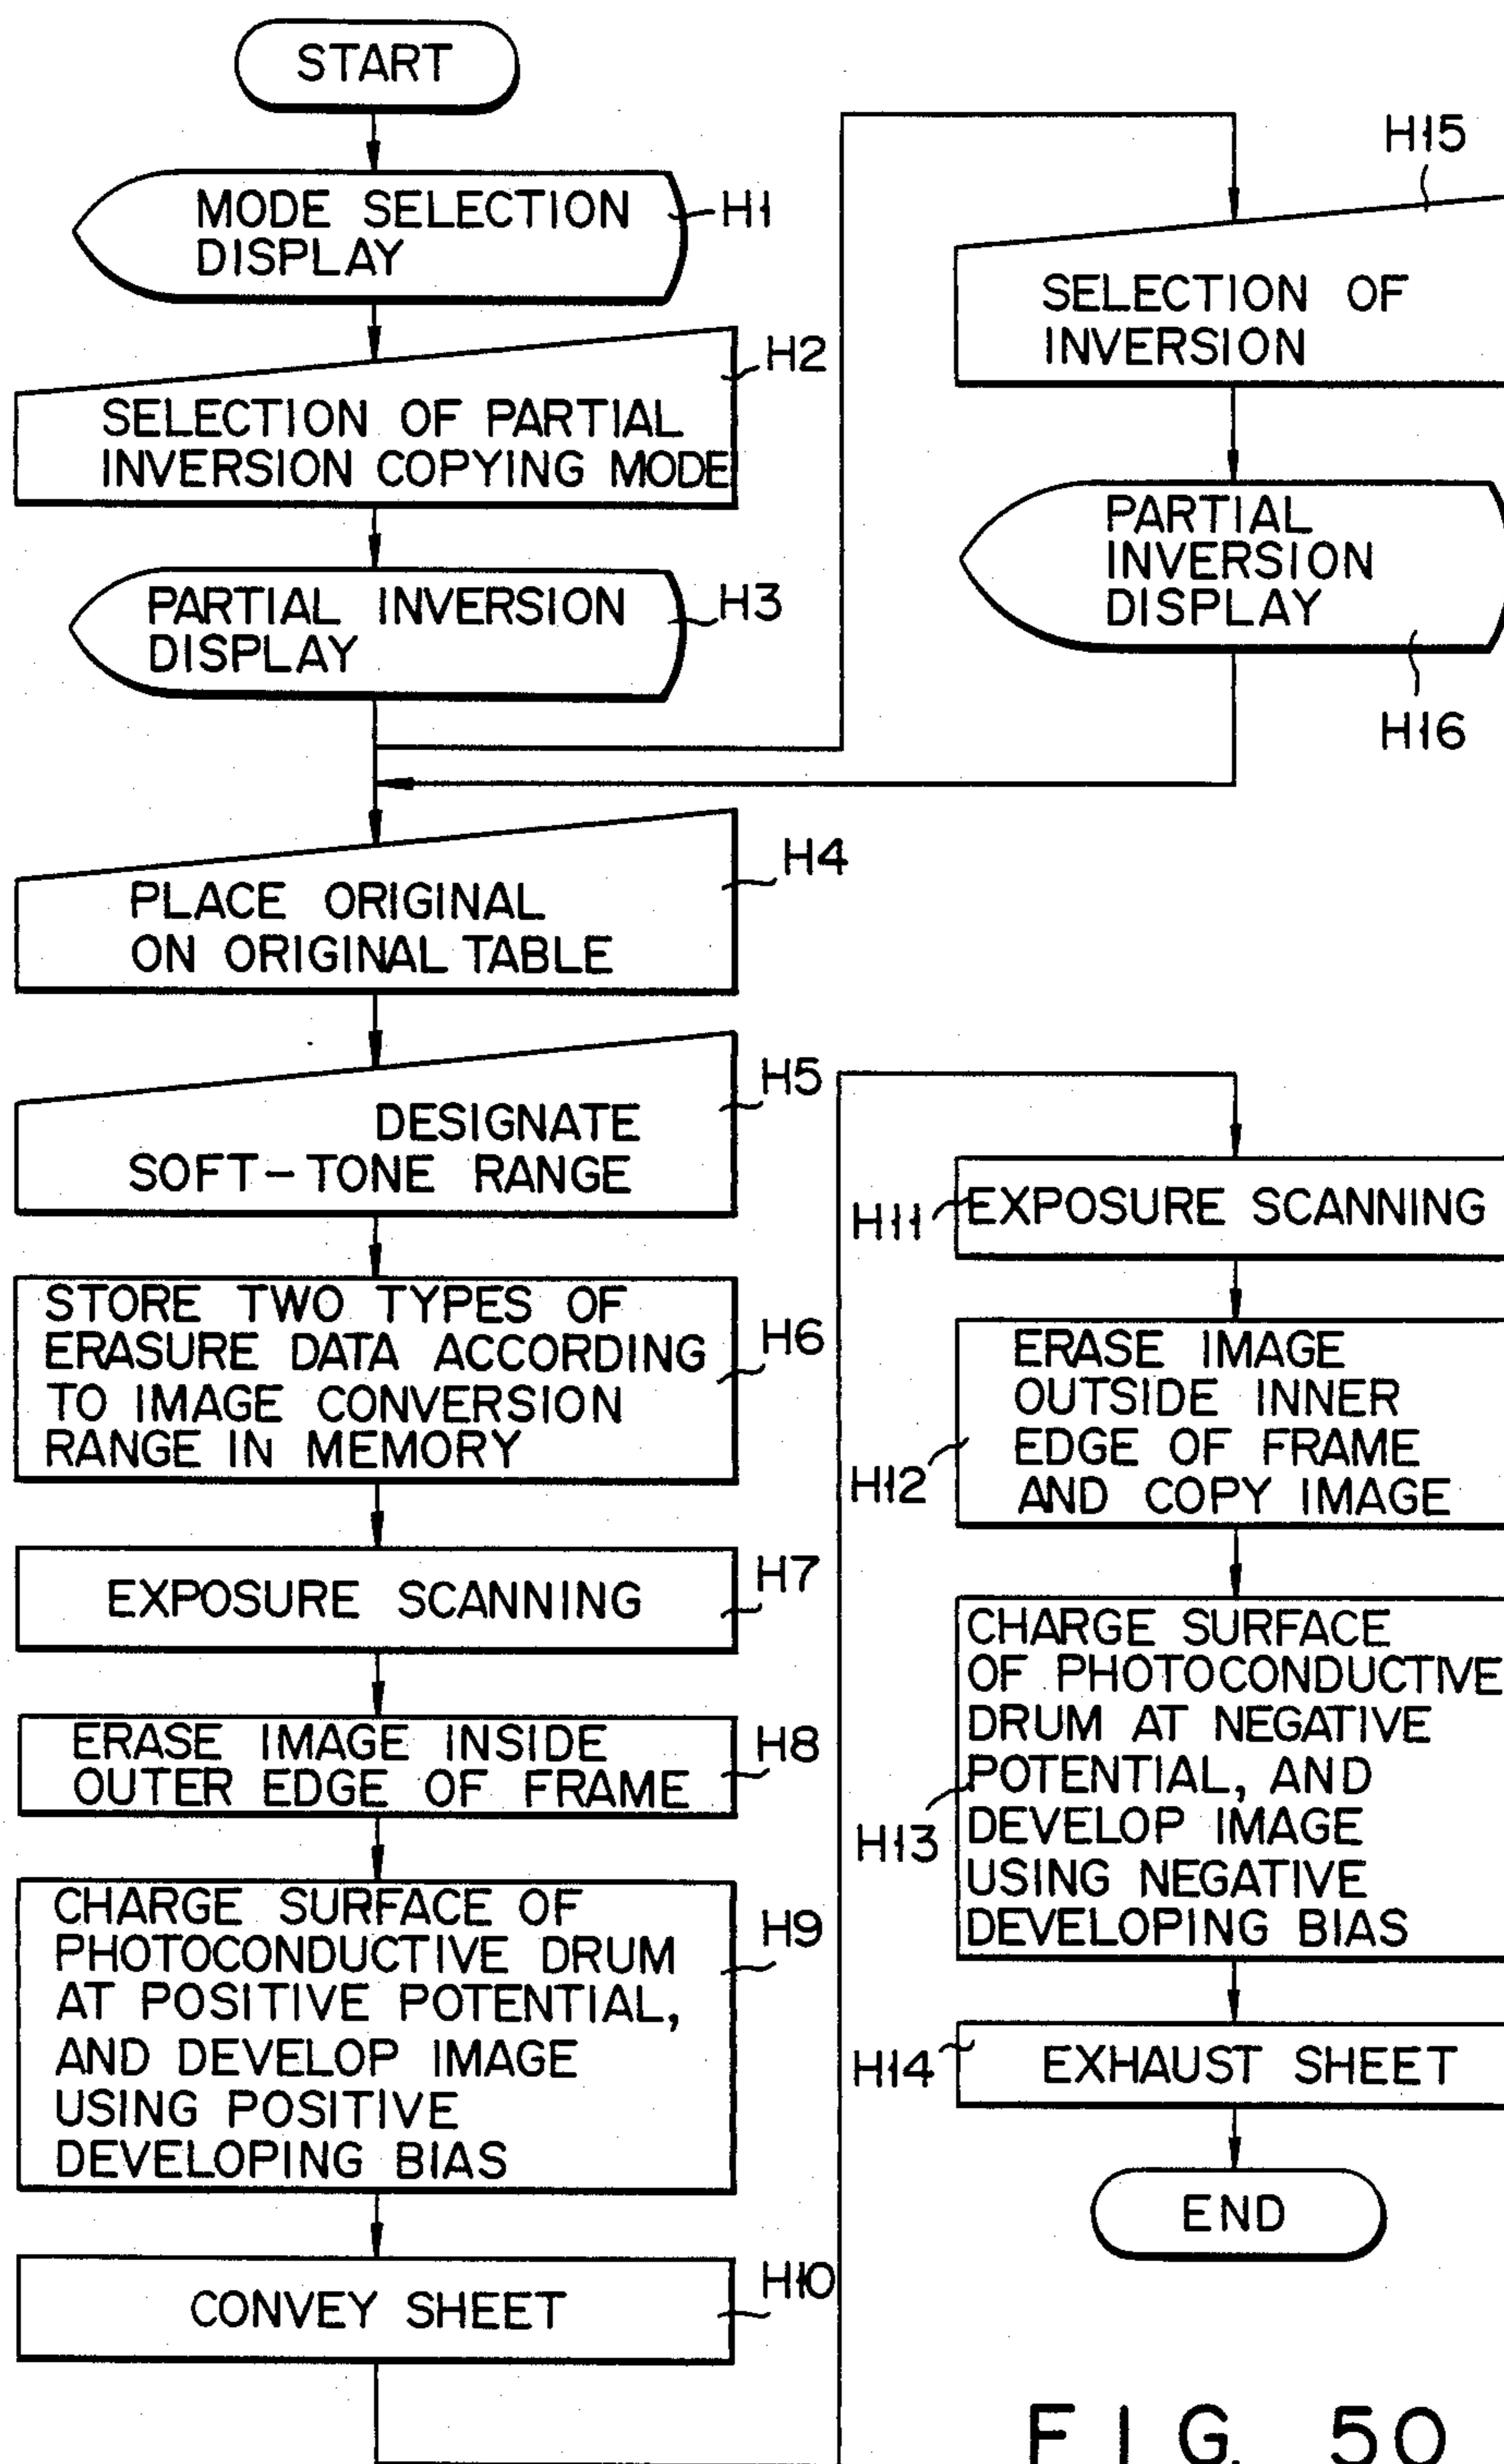 START
MODE SELECTION
DISPLAY
H1
SELECTION OF PARTIAL
INVERSION COPYING MODE
H2
PARTIAL INVERSION
DISPLAY
H3
H15
SELECTION OF
INVERSION
PARTIAL
INVERSION
DISPLAY
H16
PLACE ORIGINAL
ON ORIGINAL TABLE
H4
DESIGNATE
SOFT-TONE RANGE
H5
STORE TWO TYPES OF
ERASURE DATA ACCORDING
TO IMAGE CONVERSION
RANGE IN MEMORY
H6
EXPOSURE SCANNING
H7
ERASE IMAGE INSIDE
OUTER EDGE OF FRAME
H8
CHARGE SURFACE OF
PHOTOCONDUCTIVE DRUM
AT POSITIVE POTENTIAL,
AND DEVELOP IMAGE
USING POSITIVE
DEVELOPING BIAS
H9
CONVEY SHEET
H10
H11
EXPOSURE SCANNING
ERASE IMAGE
OUTSIDE INNER
EDGE OF FRAME
AND COPY IMAGE
H12
CHARGE SURFACE
OF PHOTOCONDUCTIVE
DRUM AT NEGATIVE
POTENTIAL, AND
DEVELOP IMAGE
USING NEGATIVE
DEVELOPING BIAS
H13
H14
EXHAUST SHEET
END
FIG. 50